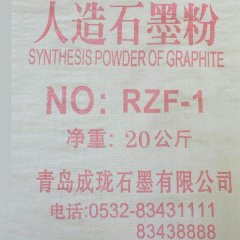 人造石墨粉
SYNTHESIS POWDER OF GRAPHITE
NO: RZF-1
净重: 20公斤
青岛成珑石墨有限公司
电话:0532-83431111
83438888